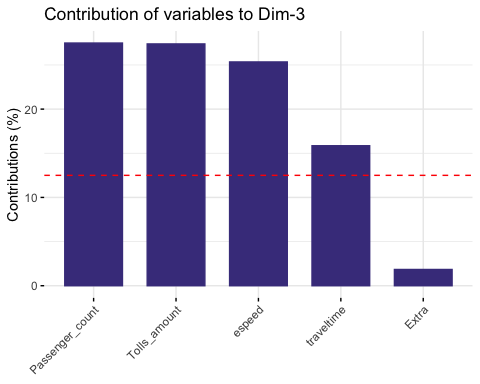 Contribution of variables to Dim-3
Contributions (%)
20
10
0
Passenger_count
Tolls_amount
espeed
traveltime
Extra